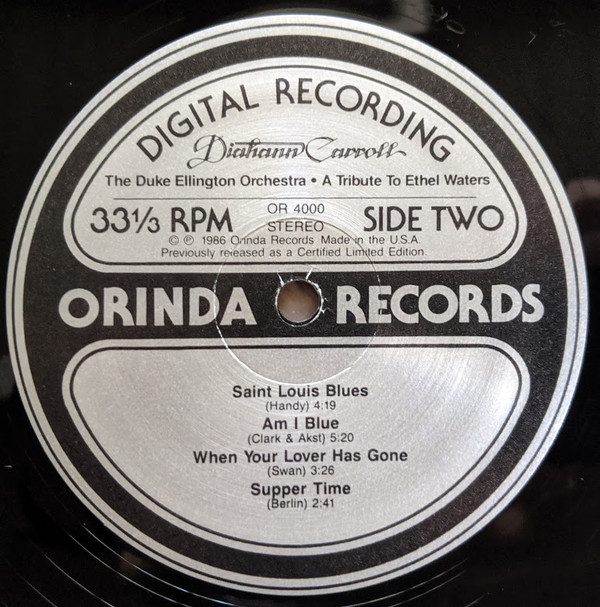 DIGITAL RECORDING
Diahann Carroll
The Duke Ellington Orchestra • A Tribute To Ethel Waters
33⅓ RPM OR 4000 STEREO SIDE TWO
© ℗ 1986 Orinda Records Made in the U.S.A.
Previously released as a Certified Limited Edition
ORINDA RECORDS
Saint Louis Blues
(Handy) 4:19
Am I Blue
(Clark & Akst) 5:20
When Your Lover Has Gone
(Swan) 3:26
Supper Time
(Berlin) 2:41